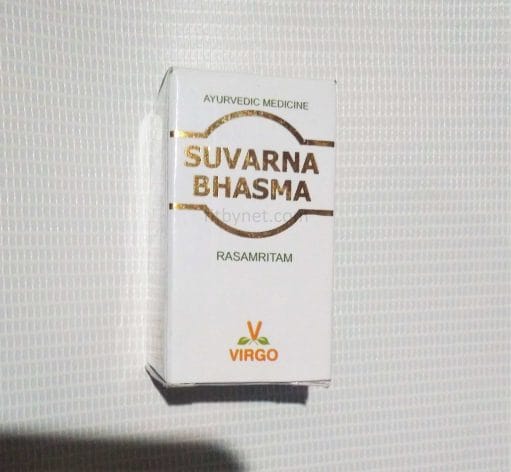 AYURVEDIC MEDICINE
SUVARNA
BHASMA
RASAMRITAM
V
VIRGO